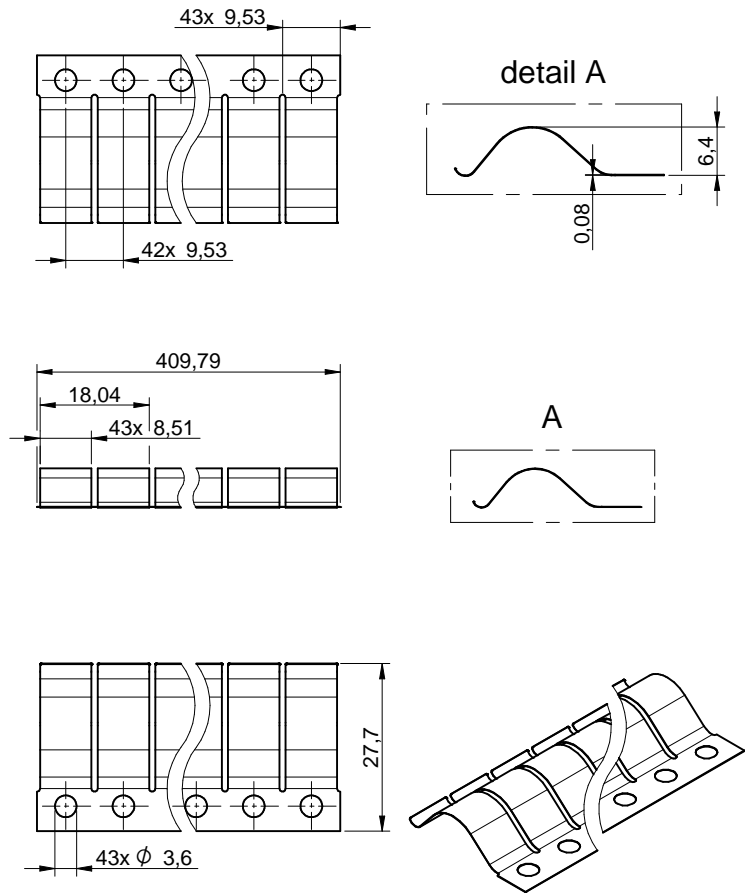 43x 9,53
detail A
6,4
0,08
42x 9,53
409,79
18,04
43x 8,51
A
27,7
43x ϕ 3,6